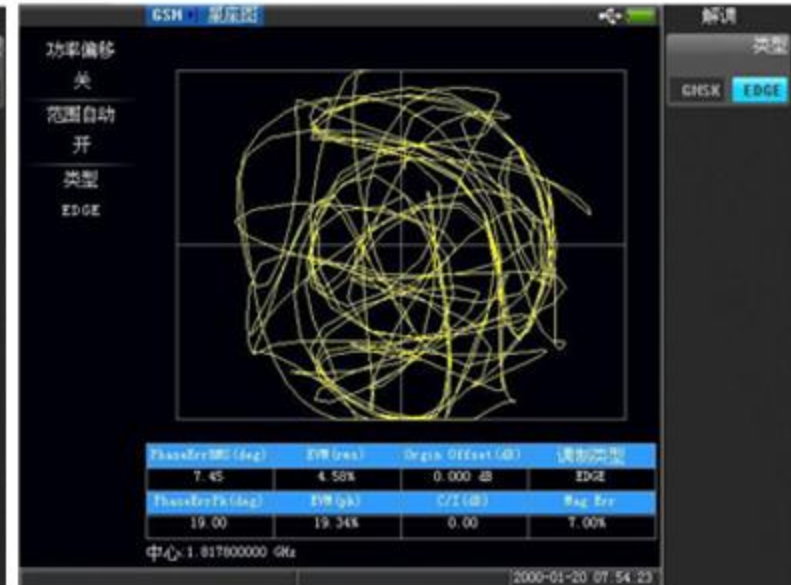 GSM 星座图
解调
功率偏移
关
范围自动
开
类型
EDGE
类型
GMSK EDGE
PhaseErrRMS(deg) EVM(rms) Orgin Offset(dB) 调制类型
7.45 4.58% 0.000 dB EDGE
PhaseErrPk(deg) EVM(pk) C/I(dB) Mag Err
19.00 19.34% 0.00 7.00%
中心:1.817800000 GHz
2000-01-20 07:54:23